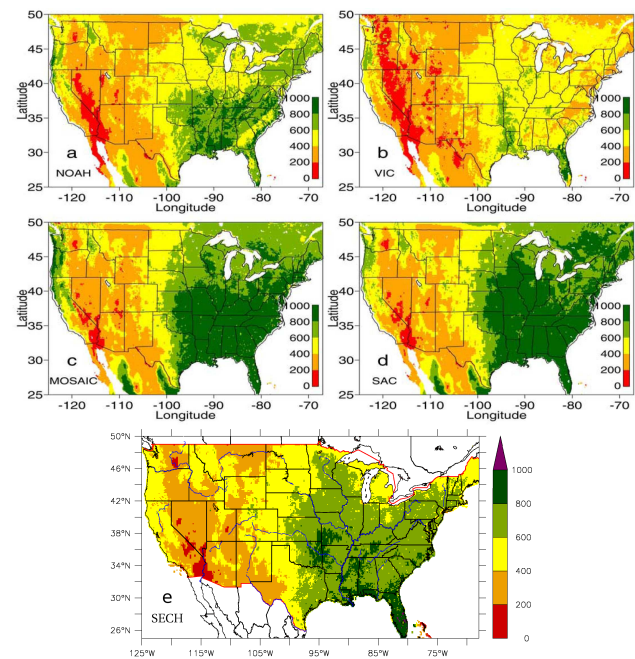 50 50
45 45
40 40
35 35
30 30
25 25
Latitude Latitude
1000 1000
800 800
600 600
400 400
200 200
0 0
a b
NOAH VIC
-120 -110 -100 -90 -80 -70 -120 -110 -100 -90 -80 -70
Longitude Longitude
50 50
45 45
40 40
35 35
30 30
25 25
Latitude Latitude
1000 1000
800 800
600 600
400 400
200 200
0 0
c d
MOSAIC SAC
-120 -110 -100 -90 -80 -70 -120 -110 -100 -90 -80 -70
Longitude Longitude
50°N
46°N
42°N
38°N
34°N
30°N
26°N
e
SECH
125°W 115°W 105°W 95°W 85°W 75°W
1000
800
600
400
200
0